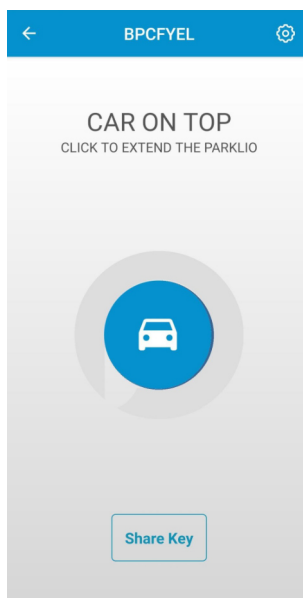 BPCFYEL
CAR ON TOP
CLICK TO EXTEND THE PARKLIO
Share Key